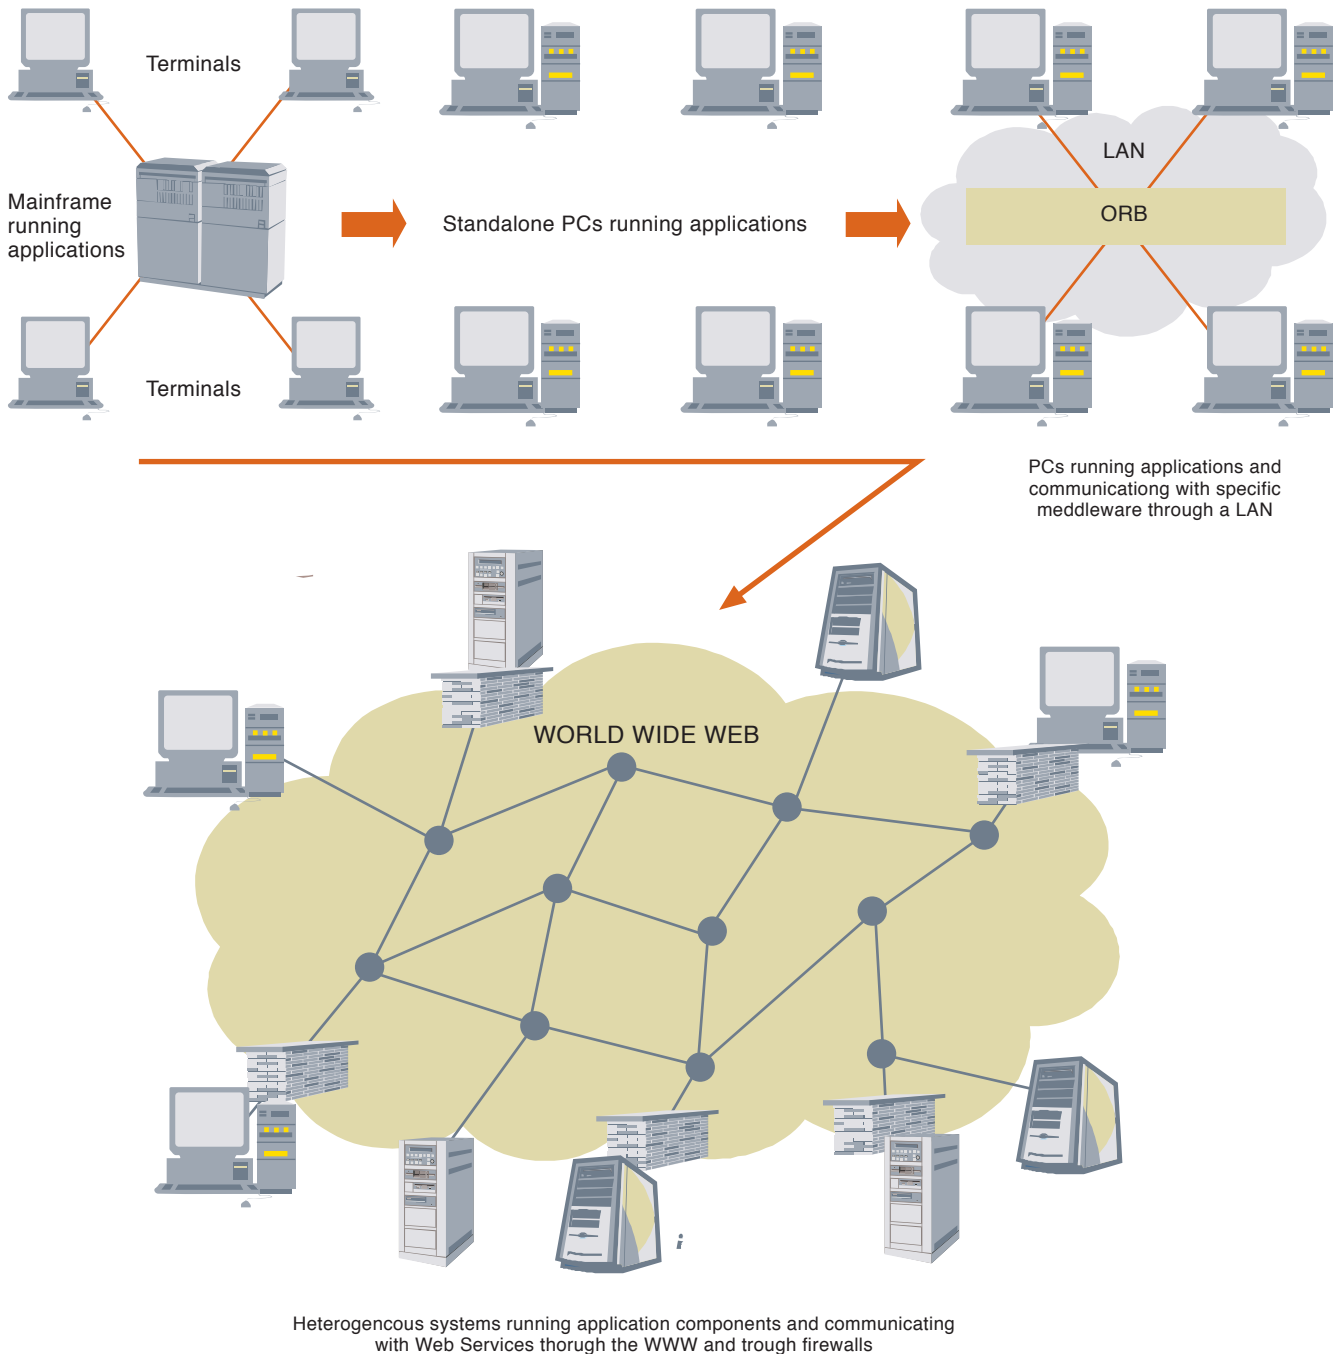 Terminals
Mainframe
running
applications
Terminals
Standalone PCs running applications
LAN
ORB
PCs running applications and
communicationg with specific
meddleware through a LAN
WORLD WIDE WEB
Heterogencous systems running application components and communicating
with Web Services thorugh the WWW and trough firewalls